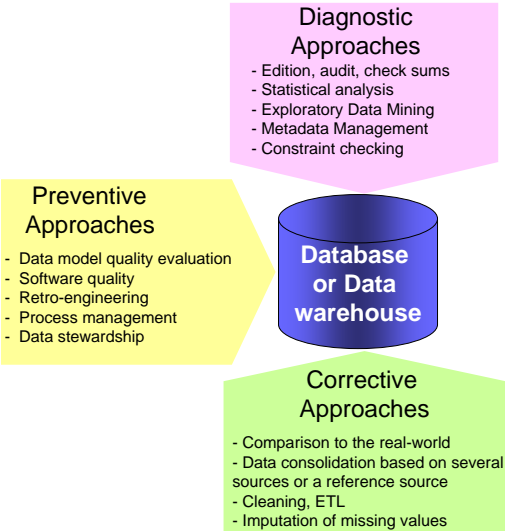 Diagnostic
Approaches
- Edition, audit, check sums
- Statistical analysis
- Exploratory Data Mining
- Metadata Management
- Constraint checking
Preventive
Approaches
- Data model quality evaluation
- Software quality
- Retro-engineering
- Process management
- Data stewardship
Database
or Data
warehouse
Corrective
Approaches
- Comparison to the real-world
- Data consolidation based on several
sources or a reference source
- Cleaning, ETL
- Imputation of missing values